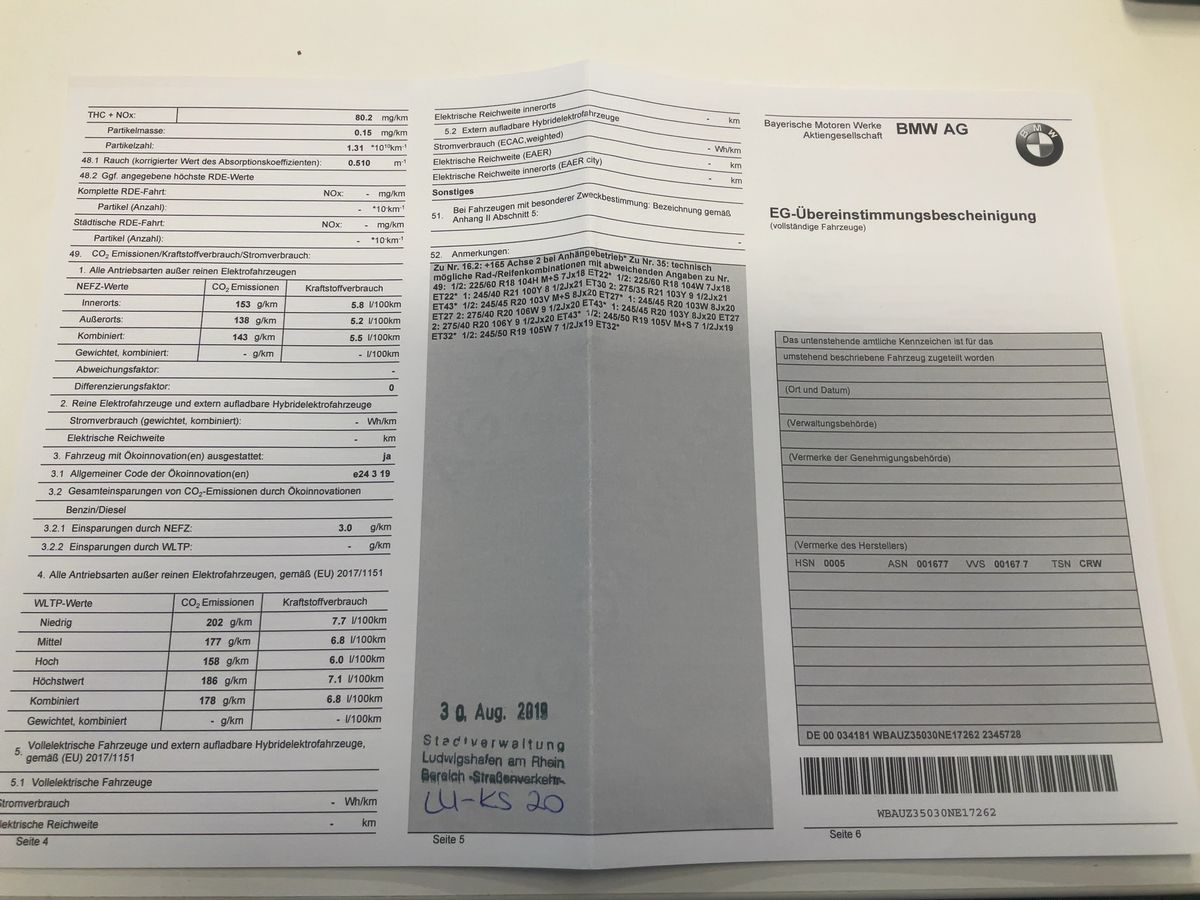 THC + NOx: 80.2 mg/km
Partikelmasse: 0.15 mg/km
Partikelzahl: 1.31 *10¹⁰km⁻¹
48.1 Rauch (korrigierter Wert des Absorptionskoeffizienten): 0.510 m⁻¹
48.2 Ggf. angegebene höchste RDE-Werte
Komplette RDE-Fahrt: NOx: - mg/km
Partikel (Anzahl): - *10·km⁻¹
Städtische RDE-Fahrt: NOx: - mg/km
Partikel (Anzahl): - *10·km⁻¹
49. CO₂ Emissionen/Kraftstoffverbrauch/Stromverbrauch:
1. Alle Antriebsarten außer reinen Elektrofahrzeugen
NEFZ-Werte CO₂ Emissionen Kraftstoffverbrauch
Innerorts: 153 g/km 5.8 l/100km
Außerorts: 138 g/km 5.2 l/100km
Kombiniert: 143 g/km 5.5 l/100km
Gewichtet, kombiniert: - g/km - l/100km
Abweichungsfaktor: -
Differenzierungsfaktor: 0
2. Reine Elektrofahrzeuge und extern aufladbare Hybridelektrofahrzeuge
Stromverbrauch (gewichtet, kombiniert): - Wh/km
Elektrische Reichweite - km
3. Fahrzeug mit Ökoinnovation(en) ausgestattet: ja
3.1 Allgemeiner Code der Ökoinnovation(en) e24 3 19
3.2 Gesamteinsparungen von CO₂-Emissionen durch Ökoinnovationen
Benzin/Diesel
3.2.1 Einsparungen durch NEFZ: 3.0 g/km
3.2.2 Einsparungen durch WLTP: - g/km
4. Alle Antriebsarten außer reinen Elektrofahrzeugen, gemäß (EU) 2017/1151
WLTP-Werte CO₂ Emissionen Kraftstoffverbrauch
Niedrig 202 g/km 7.7 l/100km
Mittel 177 g/km 6.8 l/100km
Hoch 158 g/km 6.0 l/100km
Höchstwert 186 g/km 7.1 l/100km
Kombiniert 178 g/km 6.8 l/100km
Gewichtet, kombiniert - g/km - l/100km
5. Vollelektrische Fahrzeuge und extern aufladbare Hybridelektrofahrzeuge,
gemäß (EU) 2017/1151
5.1 Vollelektrische Fahrzeuge
Stromverbrauch - Wh/km
lektrische Reichweite - km
Seite 4
Elektrische Reichweite innerorts - km
5.2 Extern aufladbare Hybridelektrofahrzeuge
Stromverbrauch (ECAC,weighted) - Wh/km
Elektrische Reichweite (EAER) - km
Elektrische Reichweite innerorts (EAER city) - km
Sonstiges
51. Bei Fahrzeugen mit besonderer Zweckbestimmung: Bezeichnung gemäß
Anhang II Abschnitt 5: -
52. Anmerkungen:
Zu Nr. 16.2: +165 Achse 2 bei Anhängebetrieb* Zu Nr. 35: technisch
mögliche Rad-/Reifenkombinationen mit abweichenden Angaben zu Nr.
49: 1/2: 225/60 R18 104H M+S 7Jx18 ET22* 1/2: 225/60 R18 104W 7Jx18
ET22* 1: 245/40 R21 100Y 8 1/2Jx21 ET30 2: 275/35 R21 103Y 9 1/2Jx21
ET43* 1/2: 245/45 R20 103V M+S 8Jx20 ET27* 1: 245/45 R20 103W 8Jx20
ET27 2: 275/40 R20 106W 9 1/2Jx20 ET43* 1: 245/45 R20 103Y 8Jx20 ET27
2: 275/40 R20 106Y 9 1/2Jx20 ET43* 1/2: 245/50 R19 105V M+S 7 1/2Jx19
ET32* 1/2: 245/50 R19 105W 7 1/2Jx19 ET32*
30. Aug. 2019
Stadtverwaltung
Ludwigshafen am Rhein
Bereich -Straßenverkehr-
LU-KS 20
Seite 5
Bayerische Motoren Werke
Aktiengesellschaft
BMW AG
BMW
EG-Übereinstimmungsbescheinigung
(vollständige Fahrzeuge)
Das untenstehende amtliche Kennzeichen ist für das
umstehend beschriebene Fahrzeug zugeteilt worden
(Ort und Datum)
(Verwaltungsbehörde)
(Vermerke der Genehmigungsbehörde)
(Vermerke des Herstellers)
HSN 0005 ASN 001677 VVS 00167 7 TSN CRW
DE 00 034181 WBAUZ35030NE17262 2345728
WBAUZ35030NE17262
Seite 6